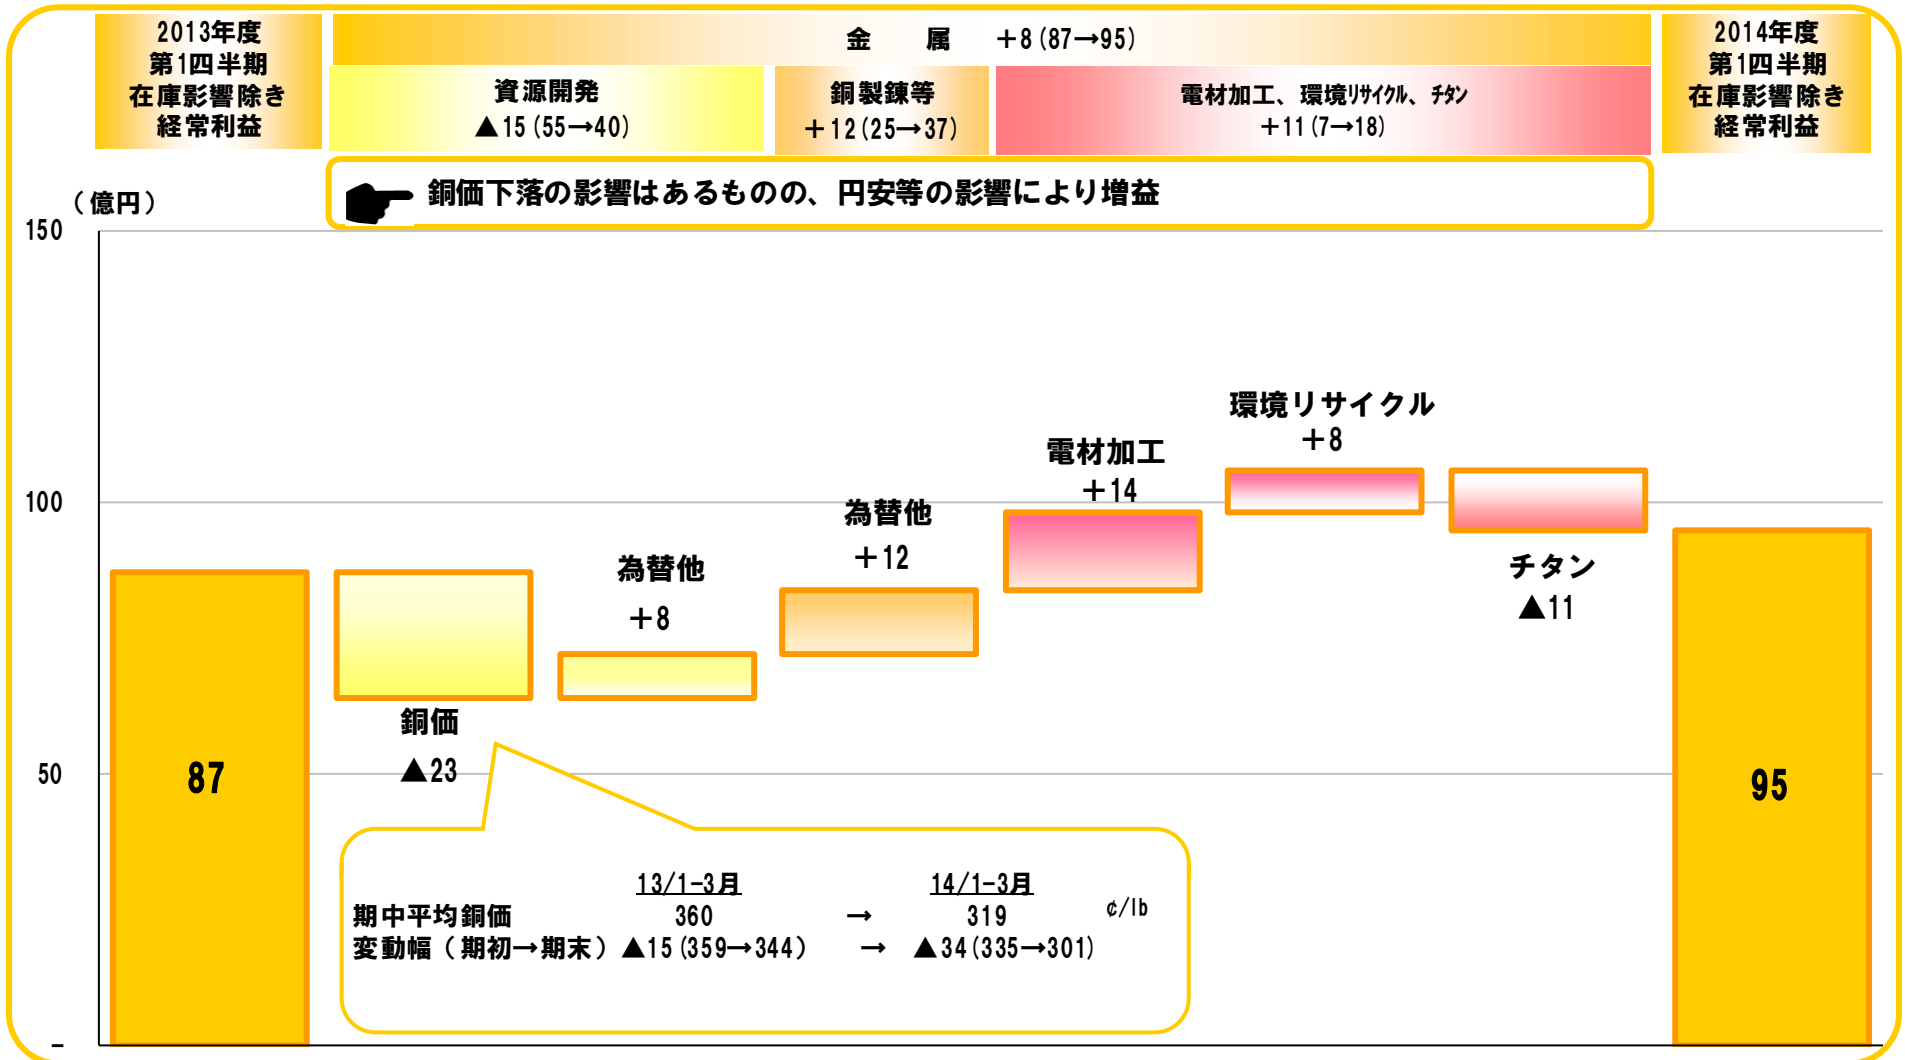 2013年度
第1四半期
在庫影響除き
経常利益
金　属　＋8(87→95)
資源開発
▲15(55→40)
銅製錬等
＋12(25→37)
電材加工、環境ﾘｻｲｸﾙ、ﾁﾀﾝ
＋11(7→18)
2014年度
第1四半期
在庫影響除き
経常利益
銅価下落の影響はあるものの、円安等の影響により増益
（億円）
150
100
50
－
87
銅価
▲23
為替他
＋8
為替他
＋12
電材加工
＋14
環境リサイクル
＋8
チタン
▲11
95
13/1-3月　14/1-3月
期中平均銅価　360　→　319　¢/lb
変動幅（期初→期末）▲15(359→344)　→　▲34(335→301)